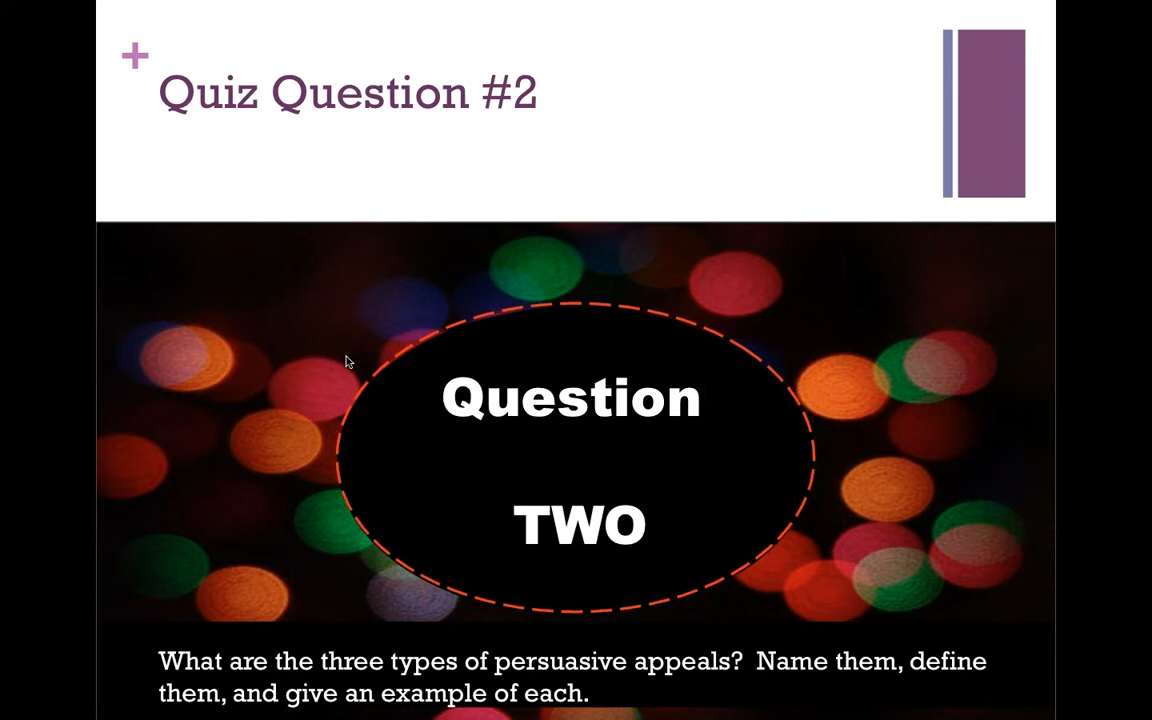 +
Quiz Question #2
Question
TWO
What are the three types of persuasive appeals?  Name them, define
them, and give an example of each.